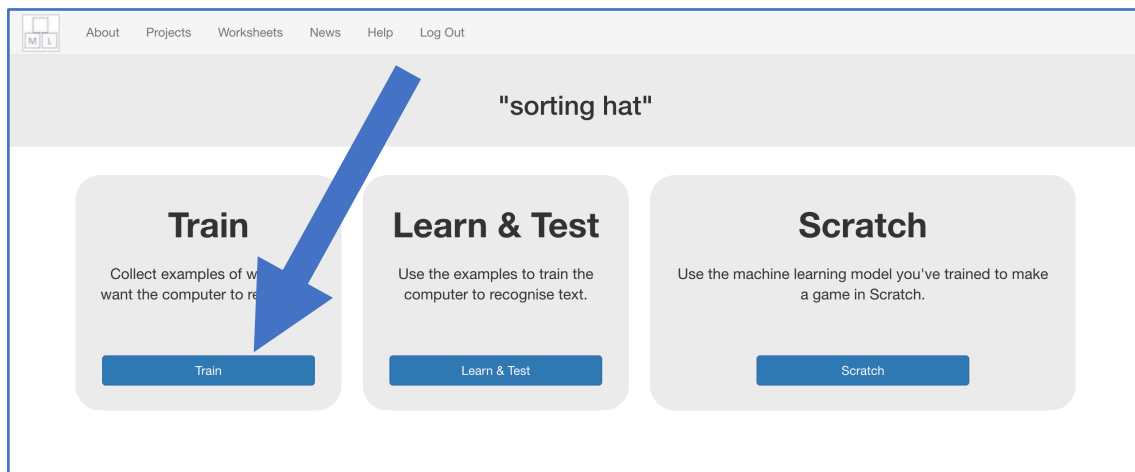 M L
About Projects Worksheets News Help Log Out
"sorting hat"
Train
Collect examples of
want the computer to
Train
Learn & Test
Use the examples to train the
computer to recognise text.
Learn & Test
Scratch
Use the machine learning model you've trained to make
a game in Scratch.
Scratch